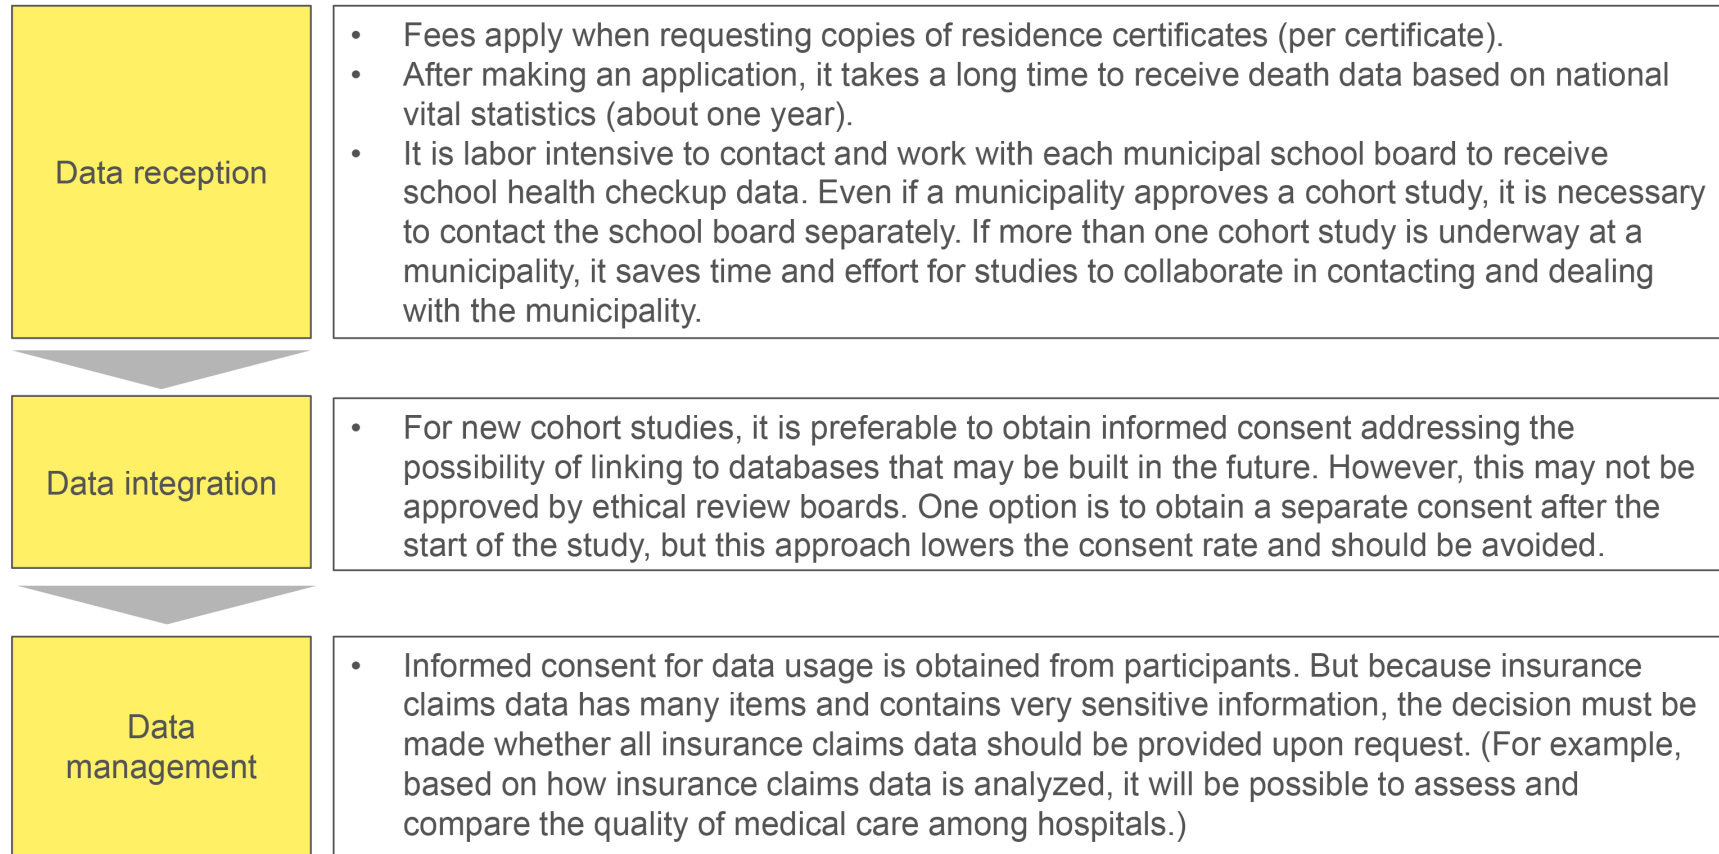 Data reception
• Fees apply when requesting copies of residence certificates (per certificate).
• After making an application, it takes a long time to receive death data based on national
vital statistics (about one year).
• It is labor intensive to contact and work with each municipal school board to receive
school health checkup data. Even if a municipality approves a cohort study, it is necessary
to contact the school board separately. If more than one cohort study is underway at a
municipality, it saves time and effort for studies to collaborate in contacting and dealing
with the municipality.
Data integration
• For new cohort studies, it is preferable to obtain informed consent addressing the
possibility of linking to databases that may be built in the future. However, this may not be
approved by ethical review boards. One option is to obtain a separate consent after the
start of the study, but this approach lowers the consent rate and should be avoided.
Data
management
• Informed consent for data usage is obtained from participants. But because insurance
claims data has many items and contains very sensitive information, the decision must be
made whether all insurance claims data should be provided upon request. (For example,
based on how insurance claims data is analyzed, it will be possible to assess and
compare the quality of medical care among hospitals.)